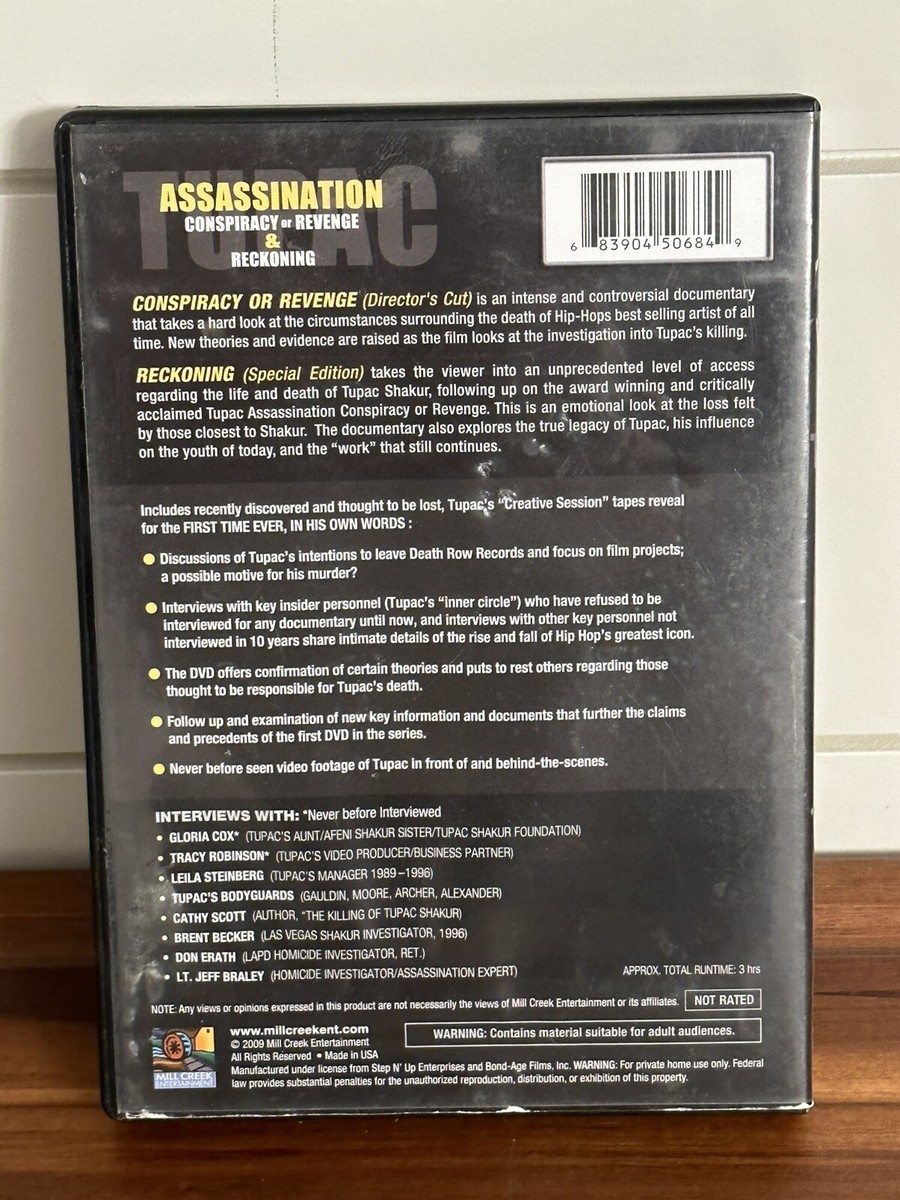 TUPAC
ASSASSINATION
CONSPIRACY or REVENGE
&
RECKONING
6 83904 50684 9
CONSPIRACY OR REVENGE (Director's Cut) is an intense and controversial documentary
that takes a hard look at the circumstances surrounding the death of Hip-Hops best selling artist of all
time. New theories and evidence are raised as the film looks at the investigation into Tupac's killing.
RECKONING (Special Edition) takes the viewer into an unprecedented level of access
regarding the life and death of Tupac Shakur, following up on the award winning and critically
acclaimed Tupac Assassination Conspiracy or Revenge. This is an emotional look at the loss felt
by those closest to Shakur. The documentary also explores the true legacy of Tupac, his influence
on the youth of today, and the “work” that still continues.
Includes recently discovered and thought to be lost, Tupac's “Creative Session” tapes reveal
for the FIRST TIME EVER, IN HIS OWN WORDS :
● Discussions of Tupac's intentions to leave Death Row Records and focus on film projects;
a possible motive for his murder?
● Interviews with key insider personnel (Tupac's “inner circle”) who have refused to be
interviewed for any documentary until now, and interviews with other key personnel not
interviewed in 10 years share intimate details of the rise and fall of Hip Hop's greatest icon.
● The DVD offers confirmation of certain theories and puts to rest others regarding those
thought to be responsible for Tupac's death.
● Follow up and examination of new key information and documents that further the claims
and precedents of the first DVD in the series.
● Never before seen video footage of Tupac in front of and behind-the-scenes.
INTERVIEWS WITH: *Never before Interviewed
• GLORIA COX* (TUPAC'S AUNT/AFENI SHAKUR SISTER/TUPAC SHAKUR FOUNDATION)
• TRACY ROBINSON* (TUPAC'S VIDEO PRODUCER/BUSINESS PARTNER)
• LEILA STEINBERG (TUPAC'S MANAGER 1989–1996)
• TUPAC'S BODYGUARDS (GAULDIN, MOORE, ARCHER, ALEXANDER)
• CATHY SCOTT (AUTHOR, “THE KILLING OF TUPAC SHAKUR)
• BRENT BECKER (LAS VEGAS SHAKUR INVESTIGATOR, 1996)
• DON ERATH (LAPD HOMICIDE INVESTIGATOR, RET.)
• LT. JEFF BRALEY (HOMICIDE INVESTIGATOR/ASSASSINATION EXPERT)
APPROX. TOTAL RUNTIME: 3 hrs
NOTE: Any views or opinions expressed in this product are not necessarily the views of Mill Creek Entertainment or its affiliates.
NOT RATED
MILL CREEK
ENTERTAINMENT
www.millcreekent.com
© 2009 Mill Creek Entertainment
All Rights Reserved • Made in USA
WARNING: Contains material suitable for adult audiences.
Manufactured under license from Step N' Up Enterprises and Bond-Age Films, Inc. WARNING: For private home use only. Federal
law provides substantial penalties for the unauthorized reproduction, distribution, or exhibition of this property.